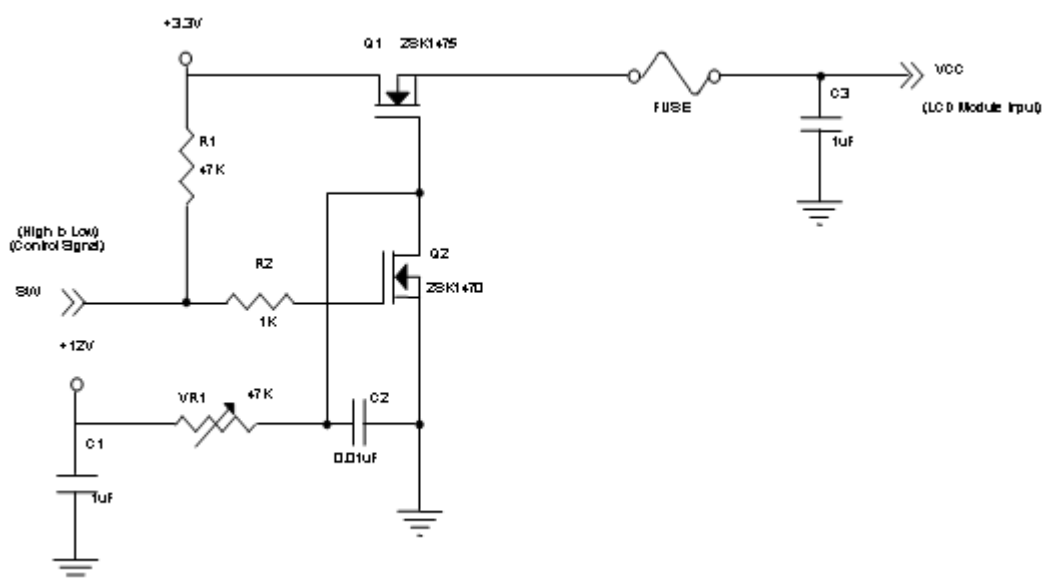 +3.3V
Q1 2SK1475
FUSE
VCC
(LCD Module Input)
C3
1uF
R1
47K
(High to Low)
(Control Signal)
SW
R2
1K
Q2
2SK1470
+12V
VR1
47K
C2
0.01uF
C1
1uF